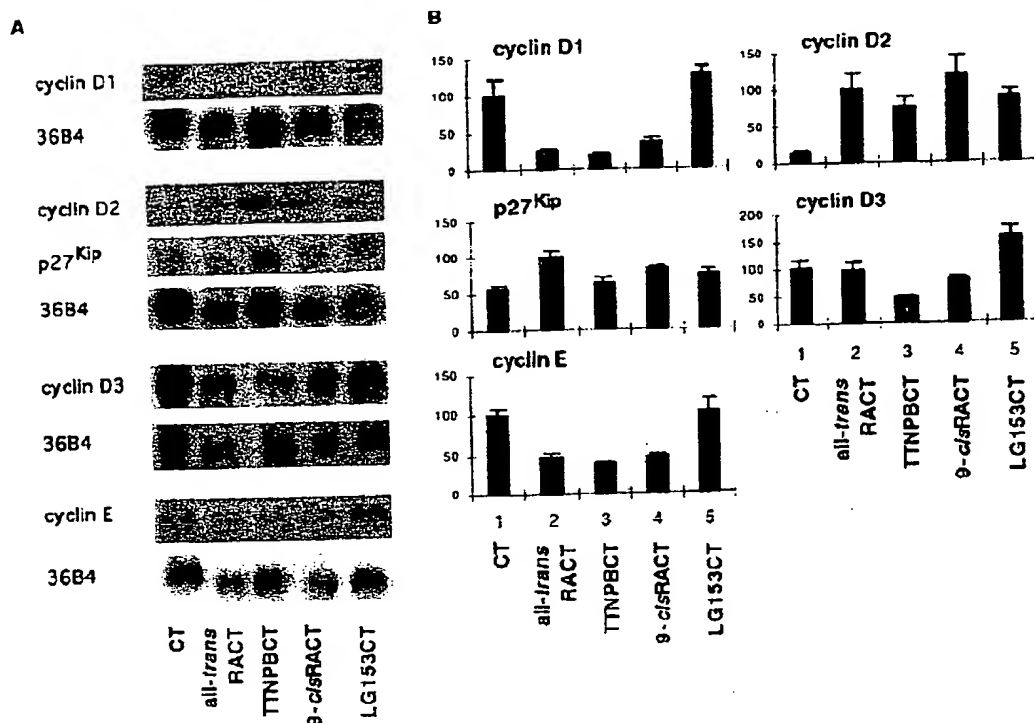 A
cyclin D1
36B4
cyclin D2
p27Kip
36B4
cyclin D3
36B4
cyclin E
36B4
CT
all-trans
RACT
TTNPBCT
9-cisRACT
LG153CT
B
cyclin D1
150
100
50
0
cyclin D2
150
100
50
0
p27Kip
150
100
50
0
cyclin D3
200
150
100
50
0
1 2 3 4 5
CT
all-trans
RACT
TTNPBCT
9-cisRACT
LG153CT
cyclin E
150
100
50
0
1 2 3 4 5
CT
all-trans
RACT
TTNPBCT
9-cisRACT
LG153CT